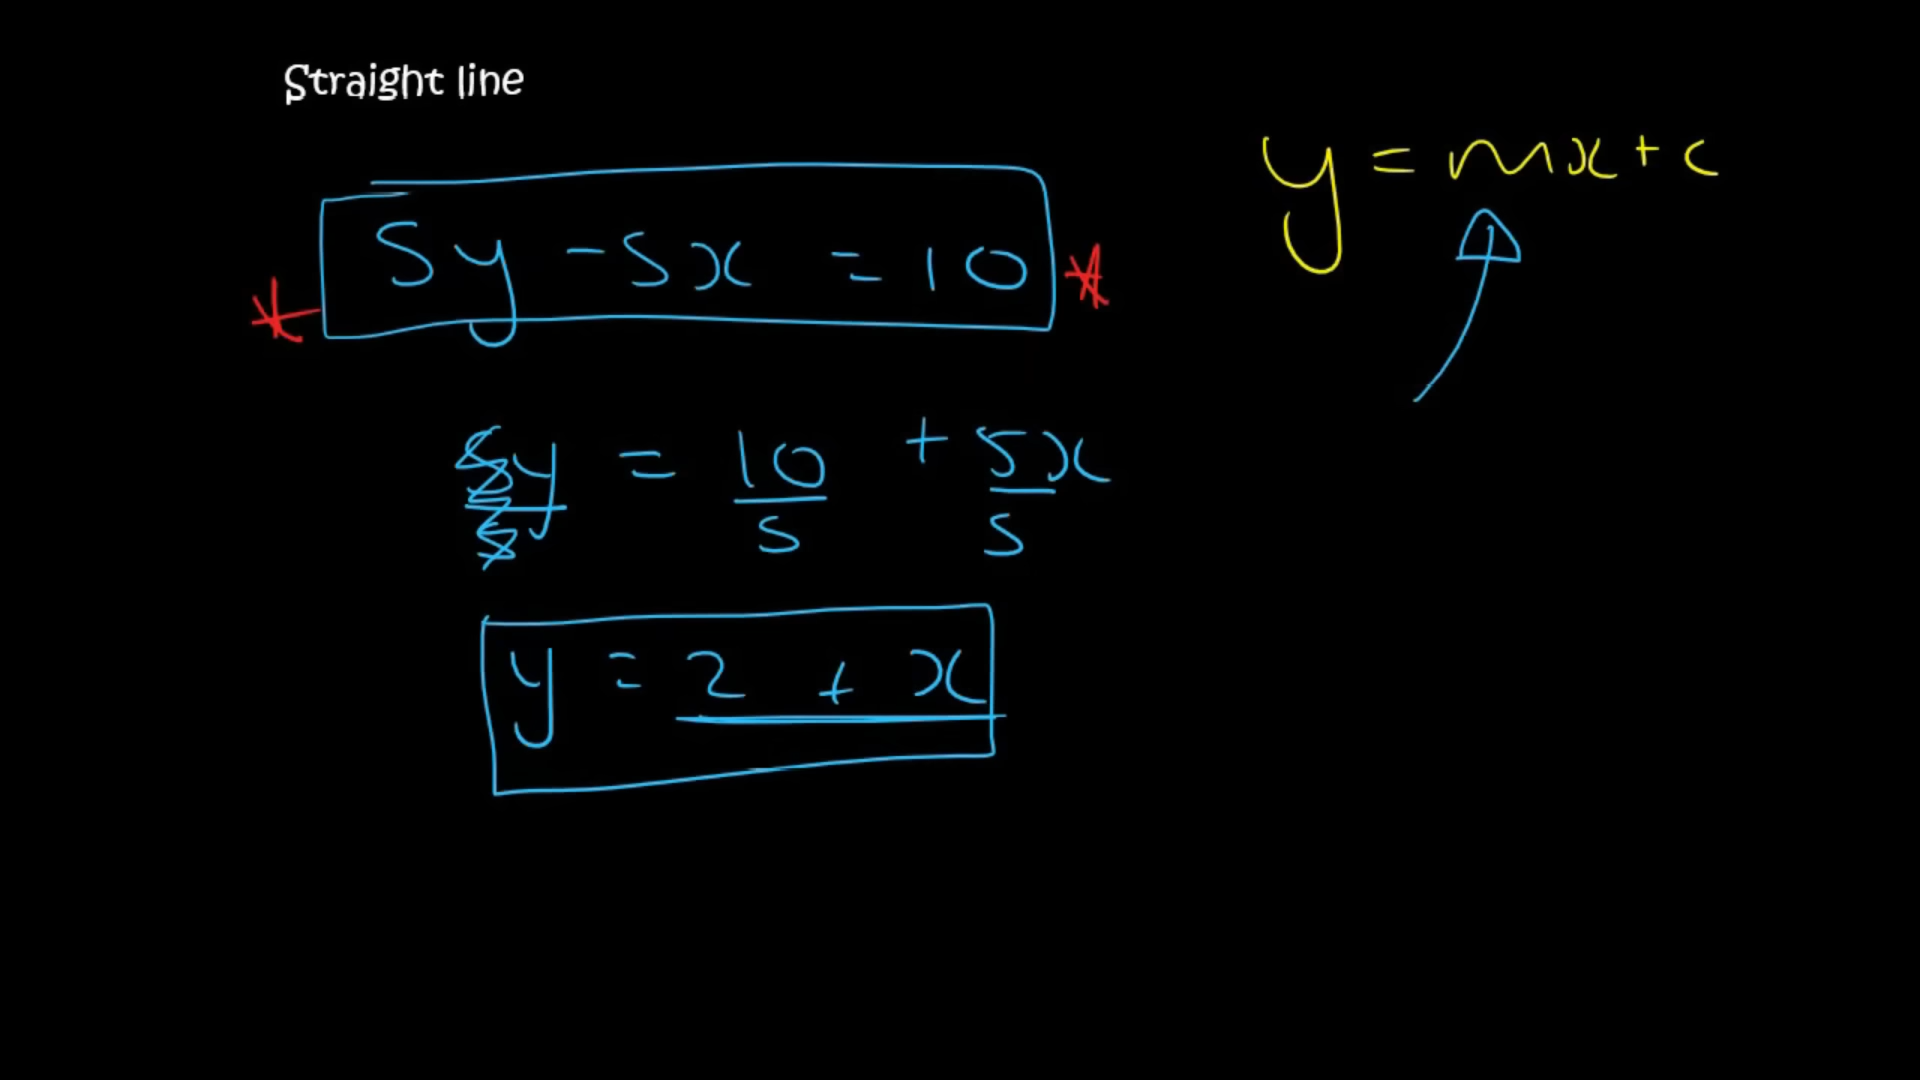 Straight line
y = mx + c
* 5y - 5x = 10 *
5y/5 = 10/5 + 5x/5
y = 2 + x